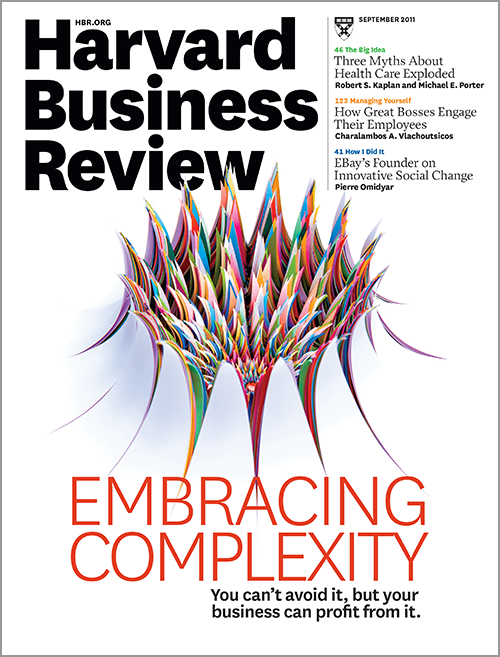 HBR.ORG
Harvard
Business
Review
SEPTEMBER 2011
46 The Big Idea
Three Myths About
Health Care Exploded
Robert S. Kaplan and Michael E. Porter
123 Managing Yourself
How Great Bosses Engage
Their Employees
Charalambos A. Vlachoutsicos
41 How I Did It
EBay's Founder on
Innovative Social Change
Pierre Omidyar
EMBRACING
COMPLEXITY
You can't avoid it, but your
business can profit from it.